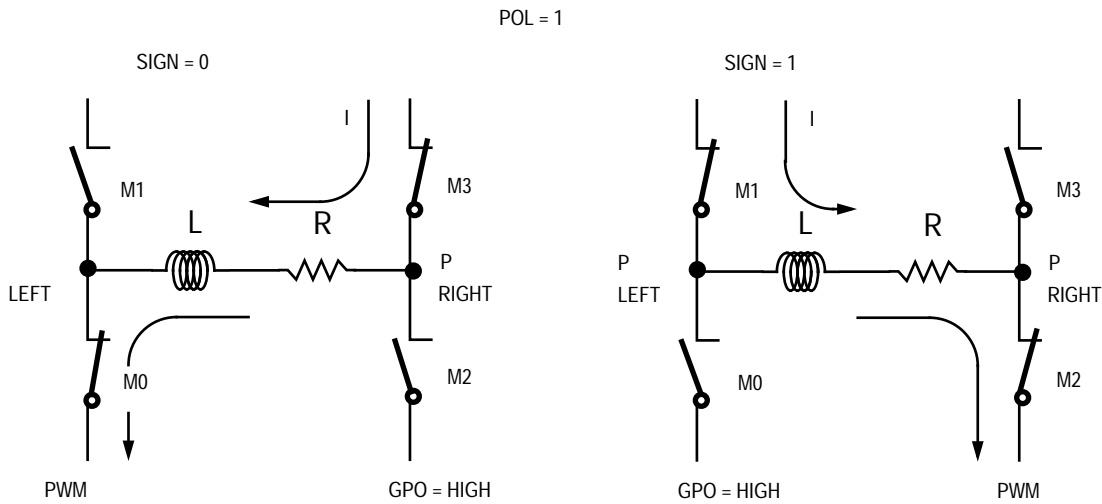 POL = 1
SIGN = 0
SIGN = 1
I
I
M1
M3
M1
M3
L
R
L
R
P
P
P
LEFT
RIGHT
LEFT
RIGHT
M0
M2
M0
M2
PWM
GPO = HIGH
GPO = HIGH
PWM